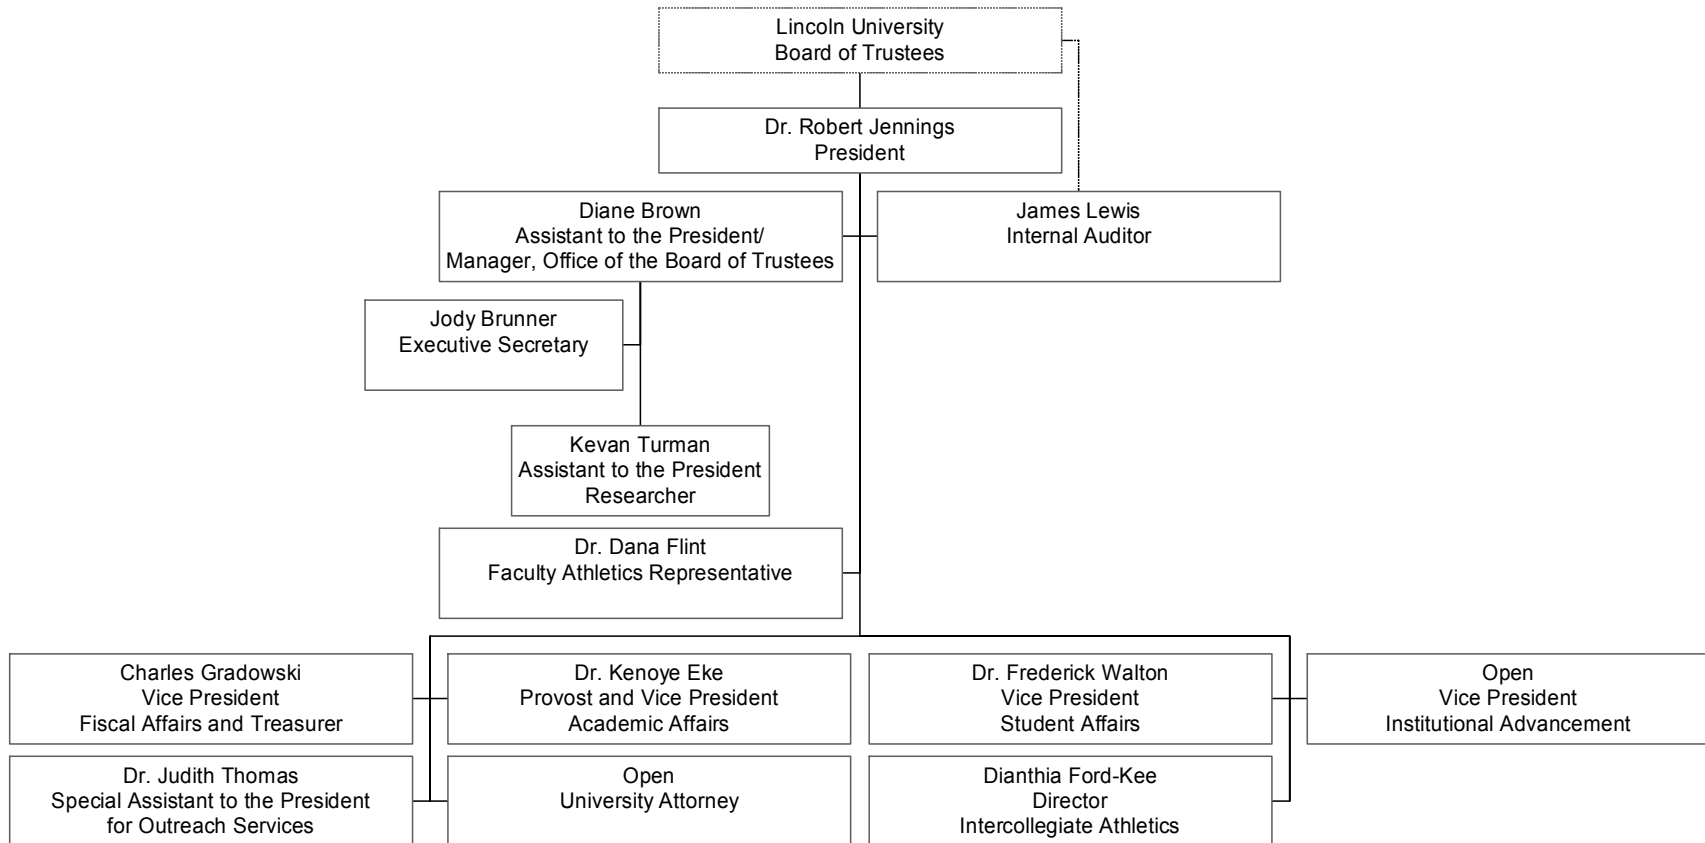 Lincoln University
Board of Trustees
Dr. Robert Jennings
President
Diane Brown
Assistant to the President/
Manager, Office of the Board of Trustees
James Lewis
Internal Auditor
Jody Brunner
Executive Secretary
Kevan Turman
Assistant to the President
Researcher
Dr. Dana Flint
Faculty Athletics Representative
Charles Gradowski
Vice President
Fiscal Affairs and Treasurer
Dr. Kenoye Eke
Provost and Vice President
Academic Affairs
Dr. Frederick Walton
Vice President
Student Affairs
Open
Vice President
Institutional Advancement
Dr. Judith Thomas
Special Assistant to the President
for Outreach Services
Open
University Attorney
Dianthia Ford-Kee
Director
Intercollegiate Athletics